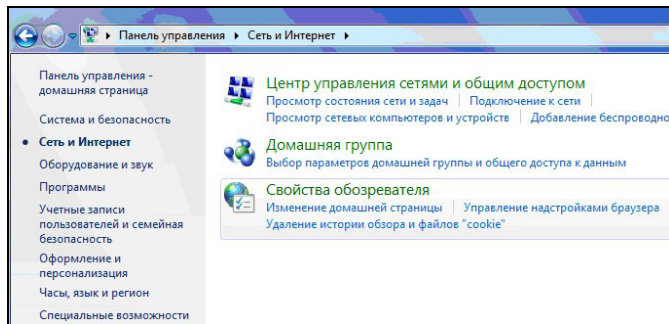 Панель управления ▸ Сеть и Интернет ▸
Панель управления -
домашняя страница
Система и безопасность
Сеть и Интернет
Оборудование и звук
Программы
Учетные записи
пользователей и семейная
безопасность
Оформление и
персонализация
Часы, язык и регион
Специальные возможности
Центр управления сетями и общим доступом
Просмотр состояния сети и задач | Подключение к сети |
Просмотр сетевых компьютеров и устройств | Добавление беспроводно
Домашняя группа
Выбор параметров домашней группы и общего доступа к данным
Свойства обозревателя
Изменение домашней страницы | Управление надстройками браузера
Удаление истории обзора и файлов "cookie"